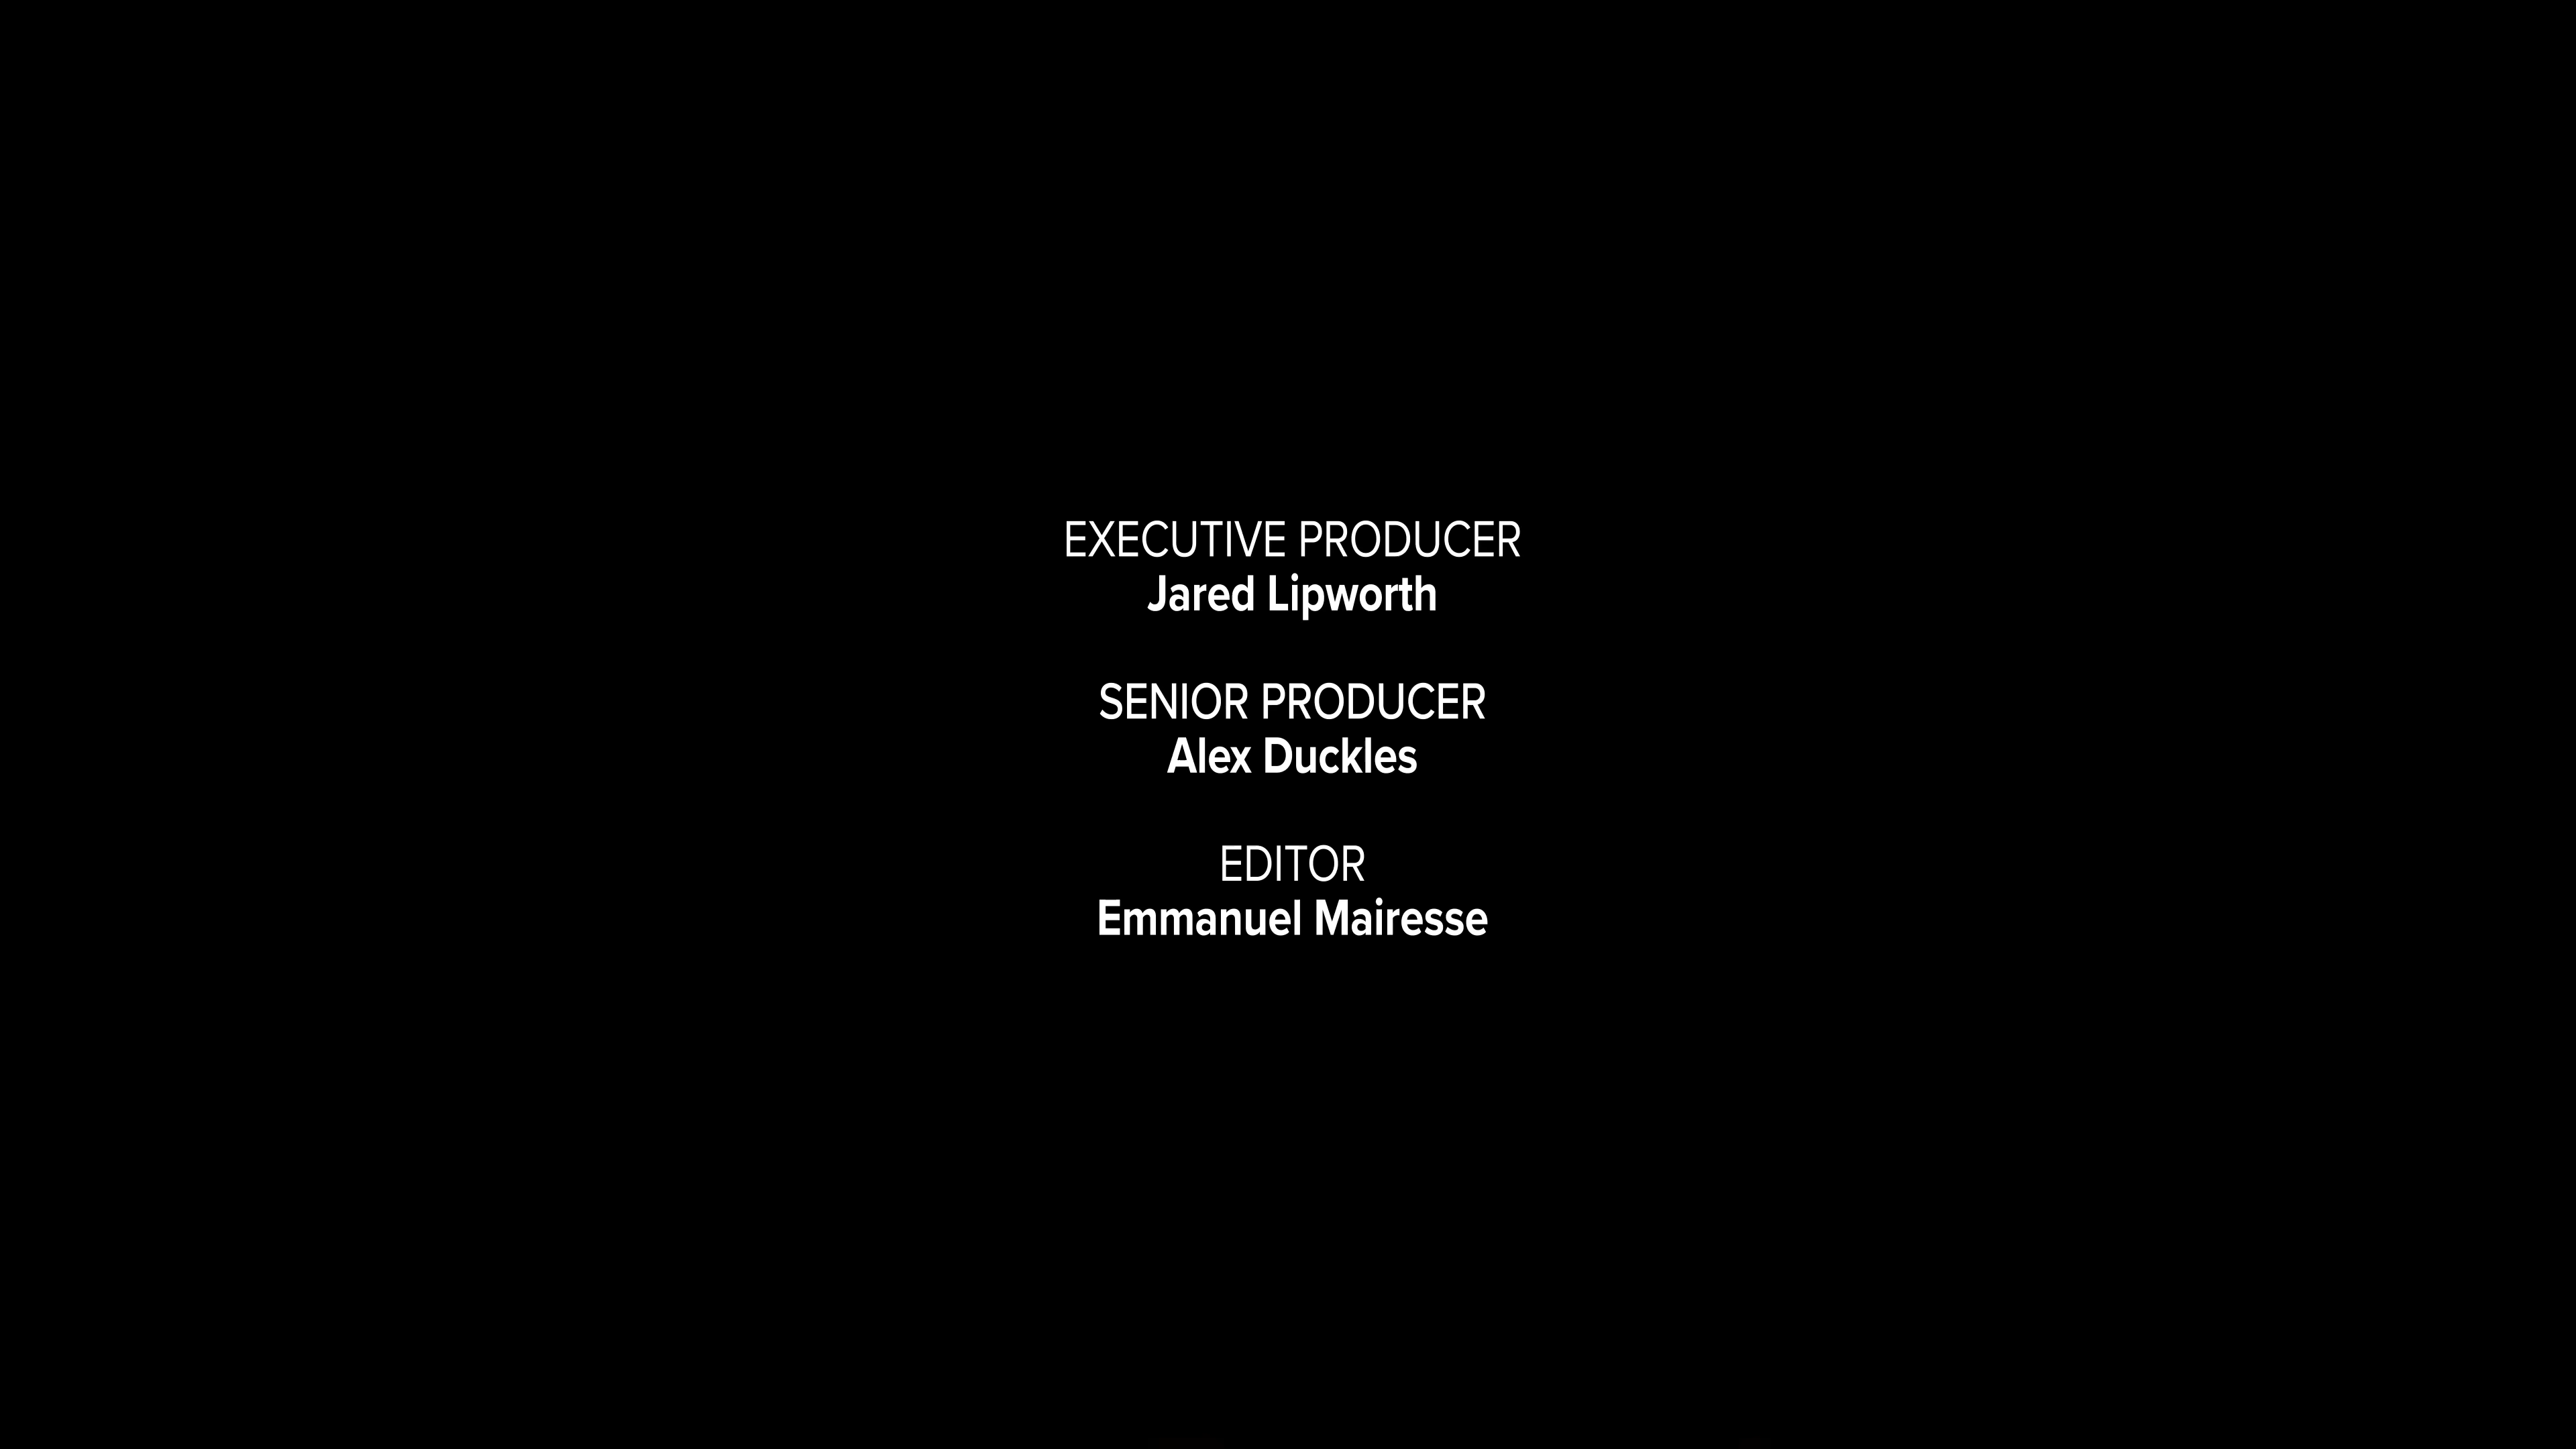 EXECUTIVE PRODUCER
Jared Lipworth
SENIOR PRODUCER
Alex Duckles
EDITOR
Emmanuel Mairesse